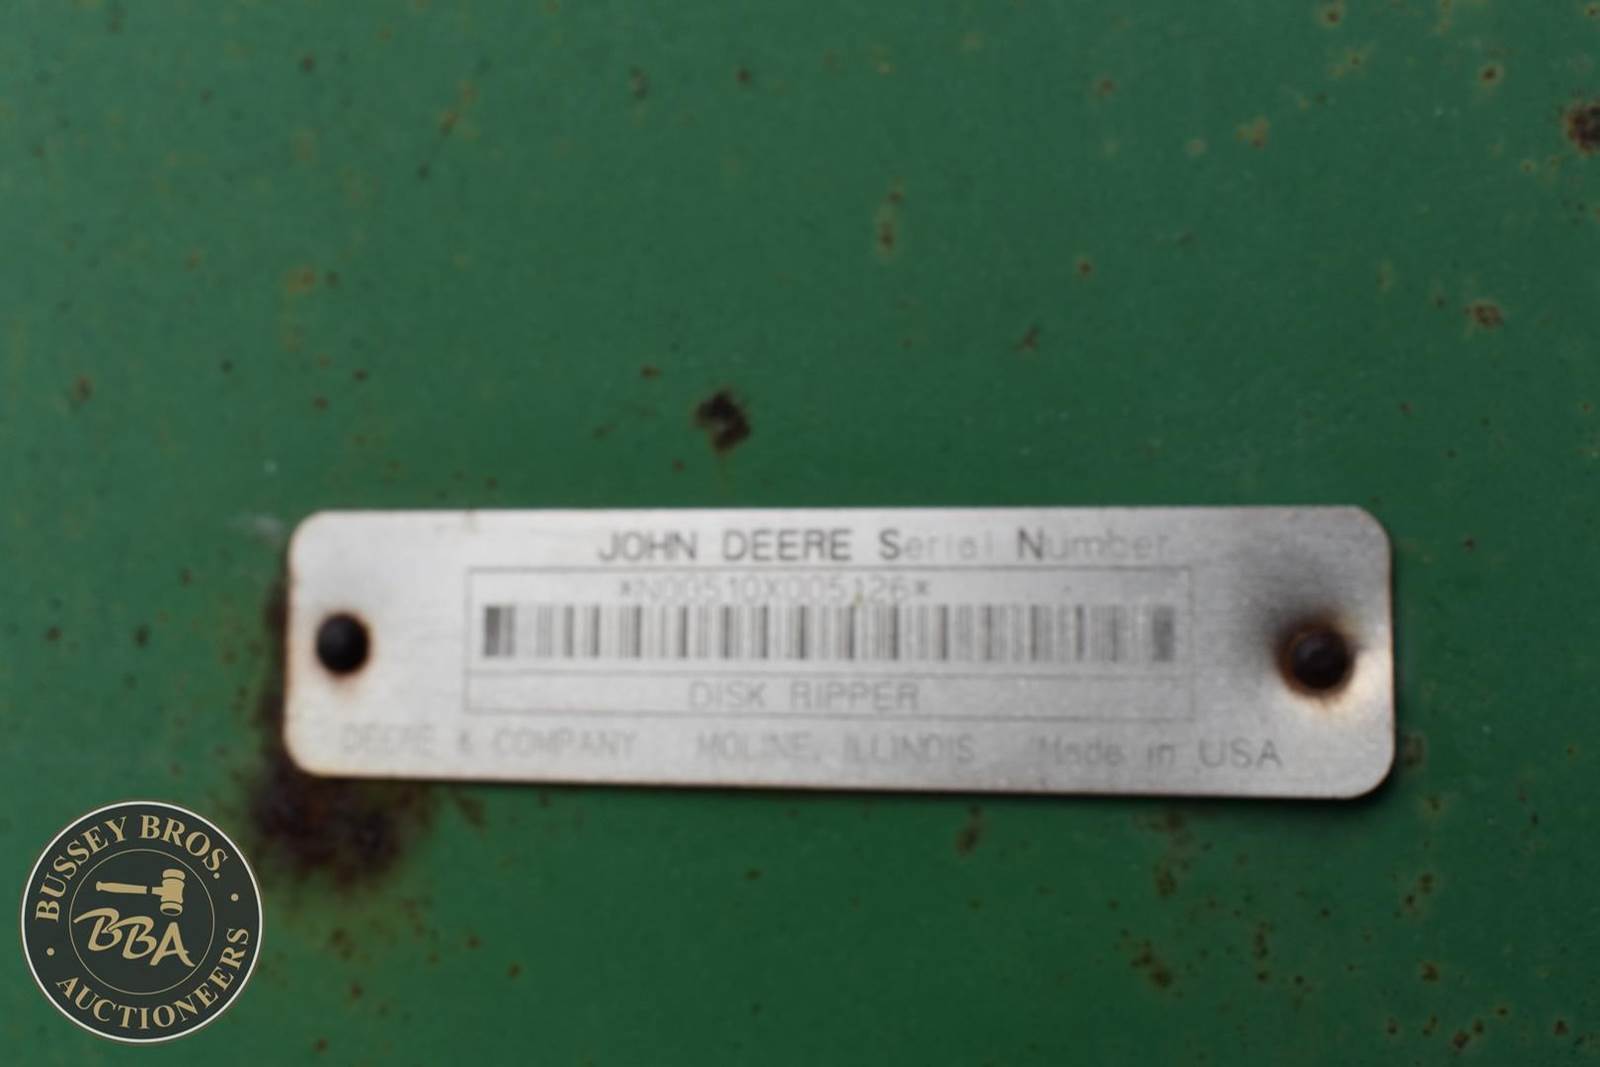 JOHN DEERE Serial Number
*N00510X005126*
DISK RIPPER
DEERE & COMPANY MOLINE, ILLINOIS Made in USA
BUSSEY BROS.
BBA
AUCTIONEERS